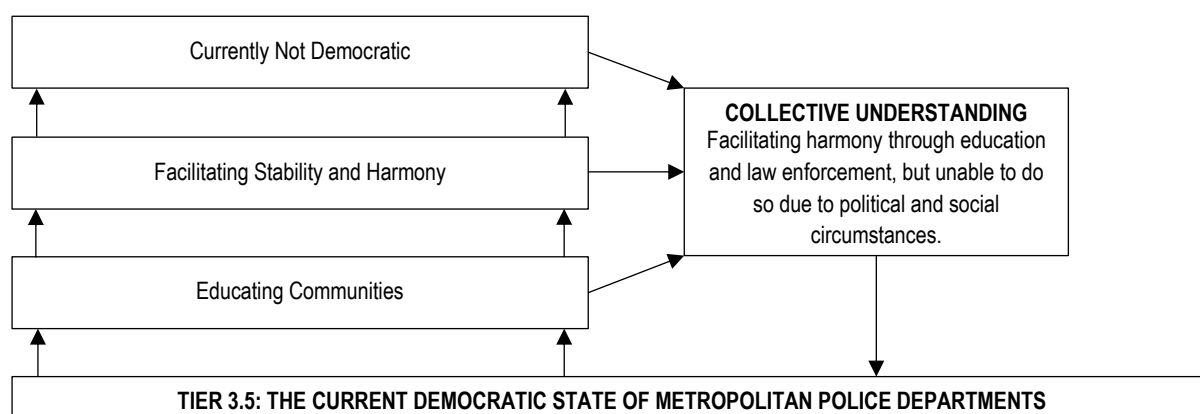 Currently Not Democratic
Facilitating Stability and Harmony
Educating Communities
COLLECTIVE UNDERSTANDING
Facilitating harmony through education
and law enforcement, but unable to do
so due to political and social
circumstances.
TIER 3.5: THE CURRENT DEMOCRATIC STATE OF METROPOLITAN POLICE DEPARTMENTS